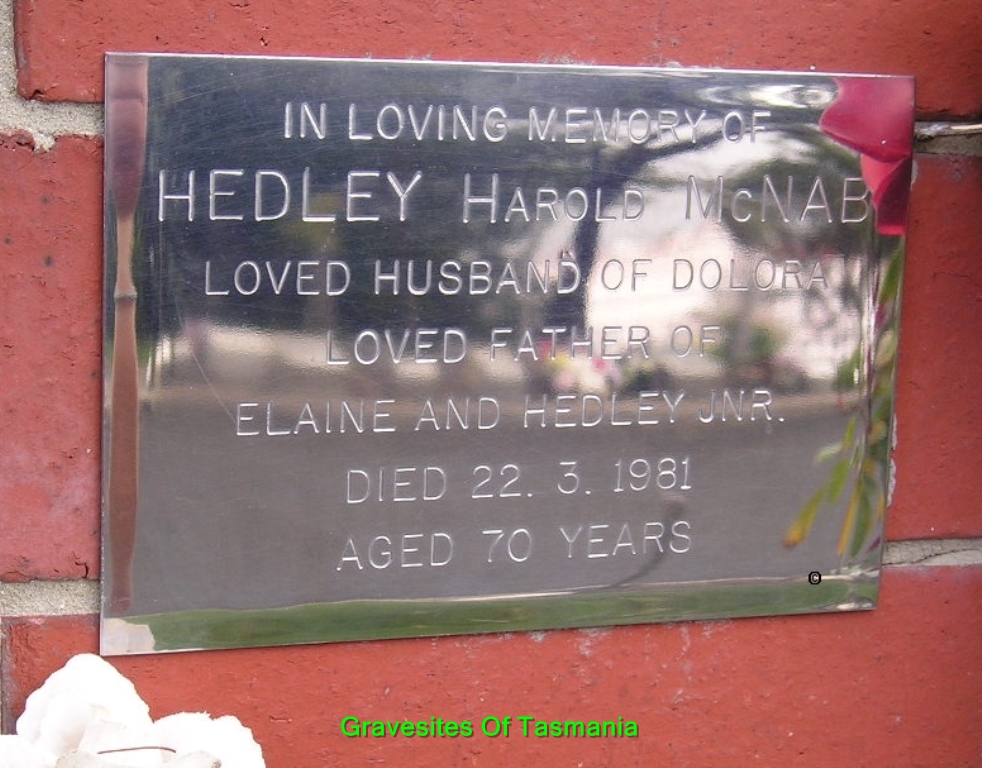 IN LOVING MEMORY OF
HEDLEY HAROLD McNAB
LOVED HUSBAND OF DOLORA
LOVED FATHER OF
ELAINE AND HEDLEY JNR.
DIED 22. 3. 1981
AGED 70 YEARS
©
Gravesites Of Tasmania